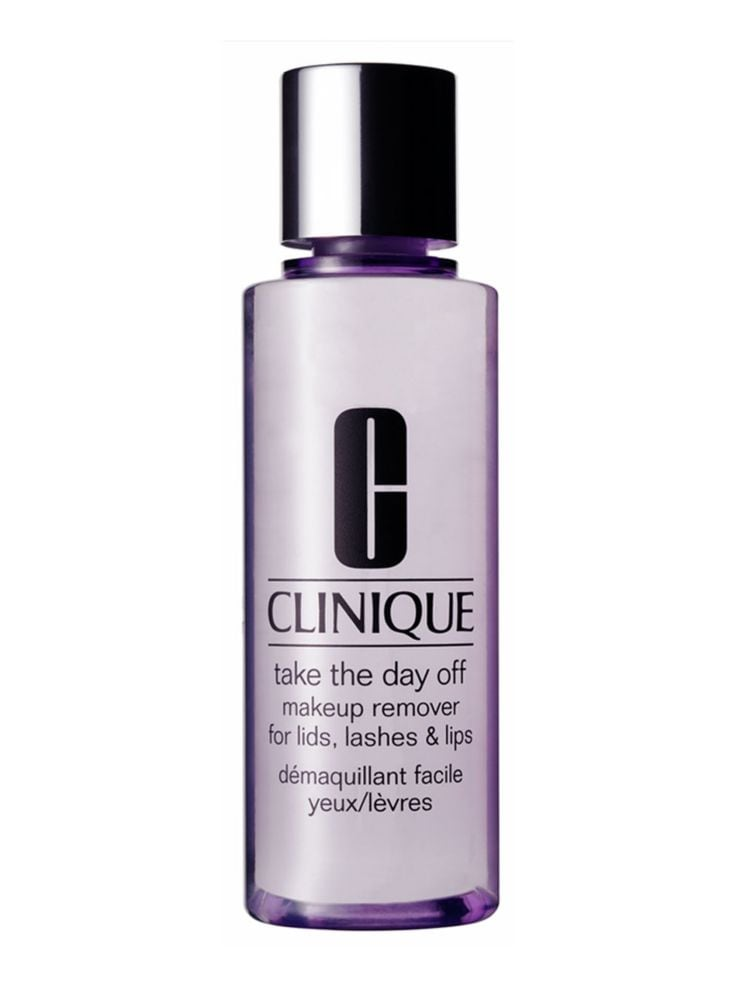 C
CLINIQUE
take the day off
makeup remover
for lids, lashes & lips
démaquillant facile
yeux/lèvres